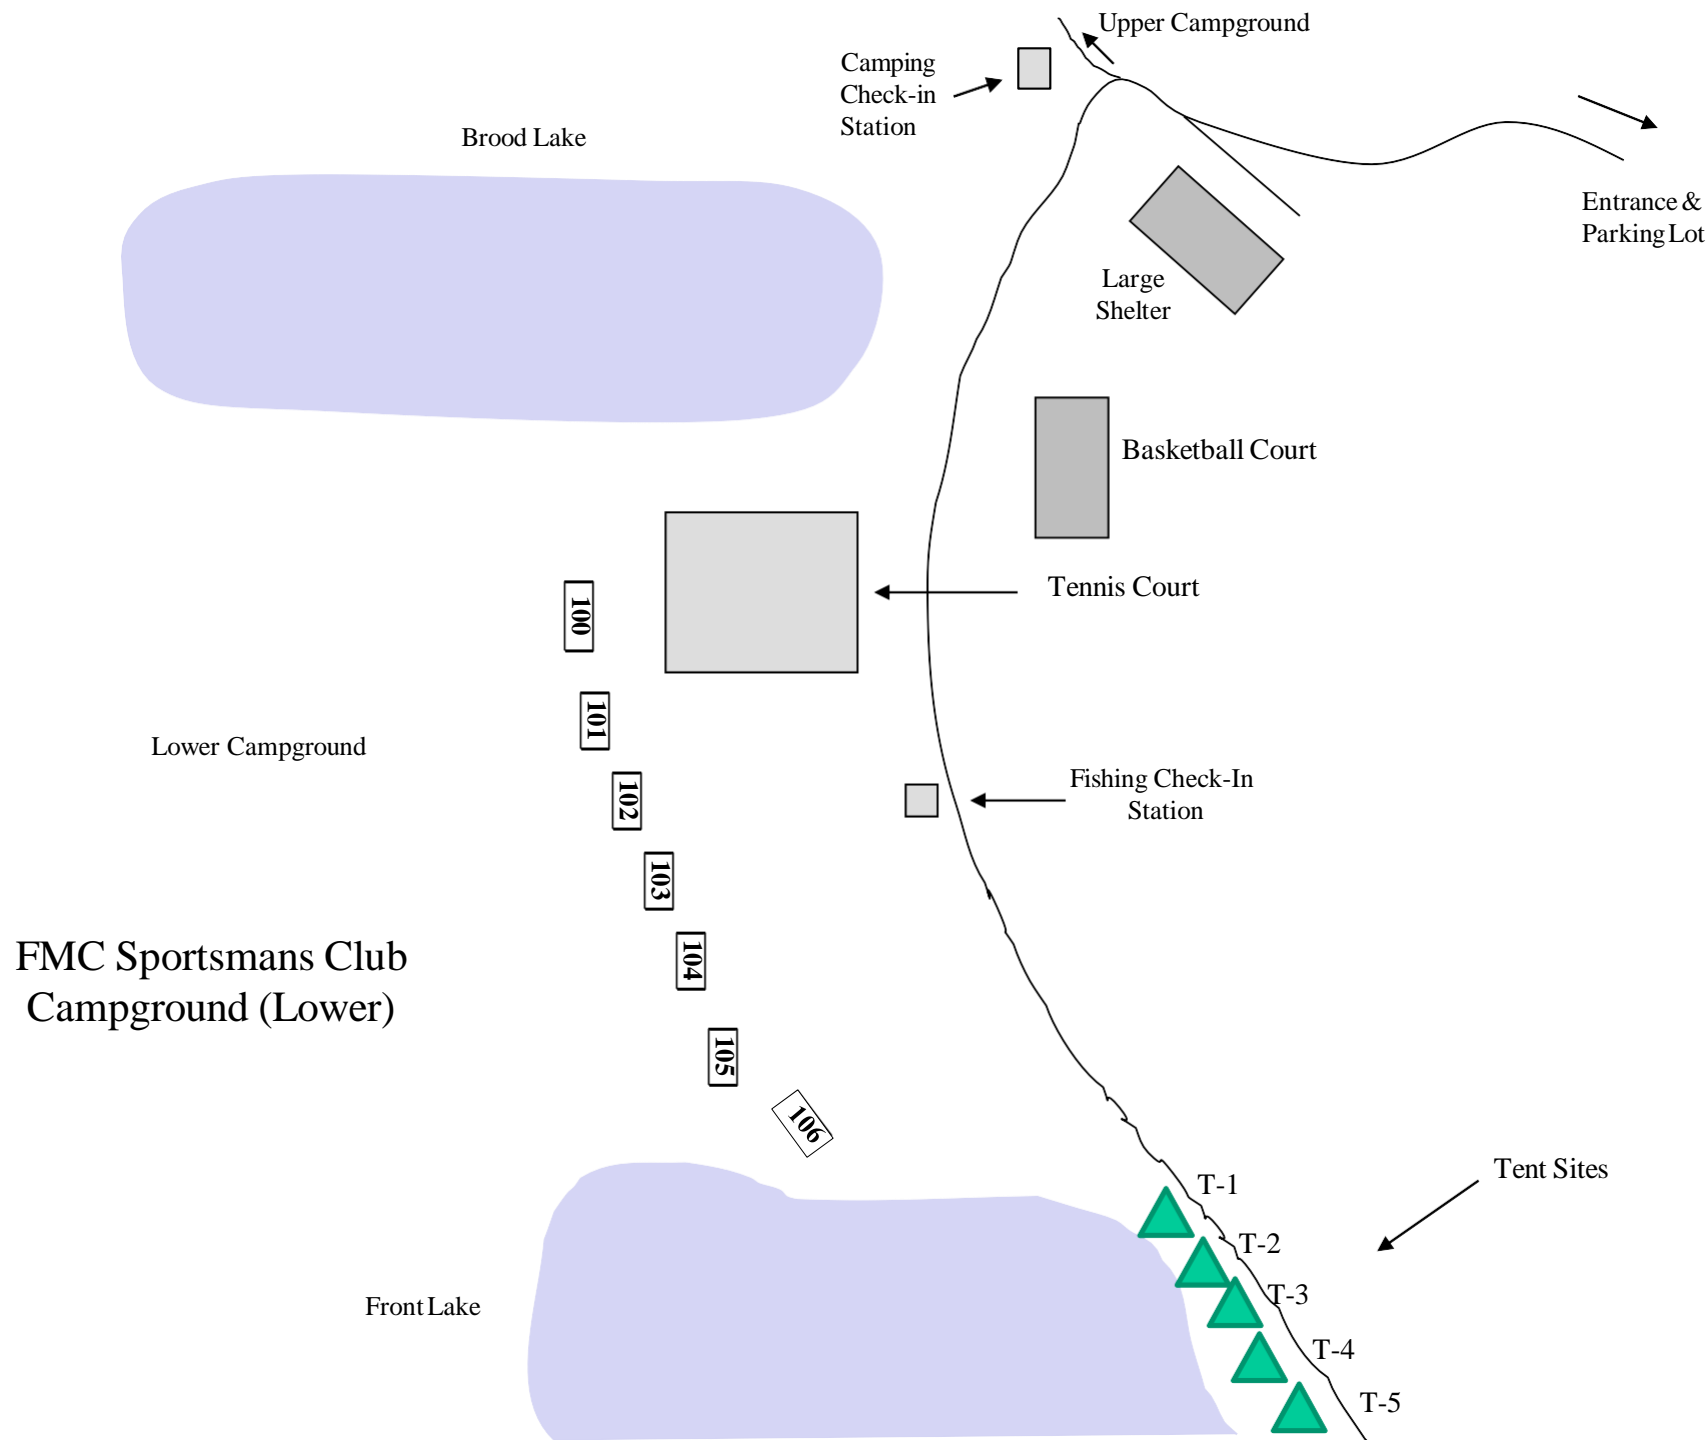 Upper Campground
Camping
Check-in
Station
Brood Lake
Entrance &
Parking Lot
Large
Shelter
Basketball Court
Tennis Court
100
101
Lower Campground
102
Fishing Check-In
Station
103
104
FMC Sportsmans Club
Campground (Lower)
105
106
Tent Sites
T-1
T-2
T-3
Front Lake
T-4
T-5